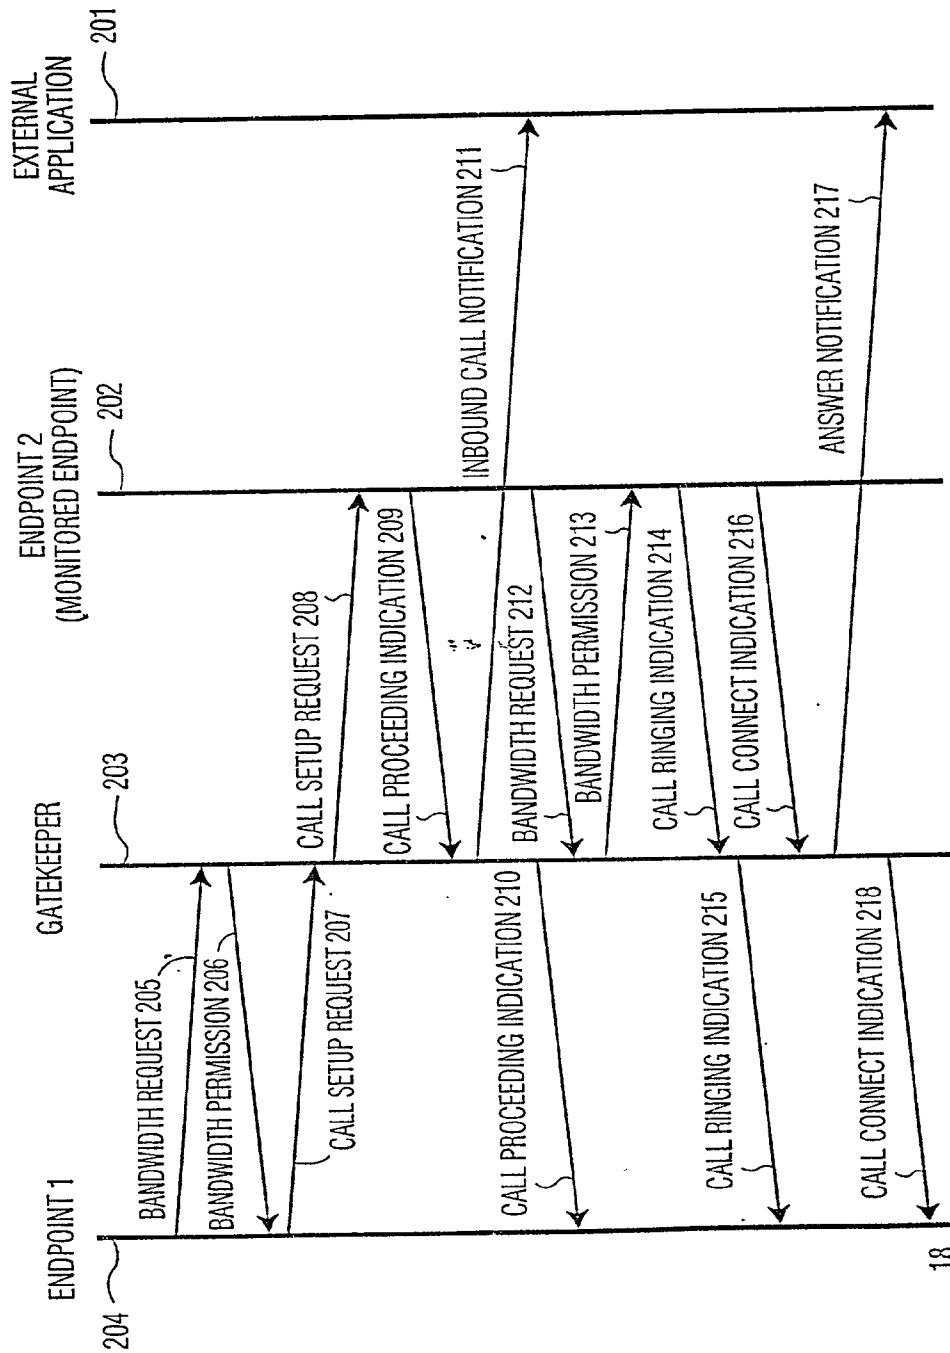 ENDPOINT 1
204
GATEKEEPER
203
ENDPOINT 2
(MONITORED ENDPOINT)
202
EXTERNAL
APPLICATION
201
BANDWIDTH REQUEST 205
BANDWIDTH PERMISSION 206
CALL SETUP REQUEST 207
CALL SETUP REQUEST 208
CALL PROCEEDING INDICATION 209
CALL PROCEEDING INDICATION 210
INBOUND CALL NOTIFICATION 211
BANDWIDTH REQUEST 212
BANDWIDTH PERMISSION 213
CALL RINGING INDICATION 214
CALL RINGING INDICATION 215
CALL CONNECT INDICATION 216
ANSWER NOTIFICATION 217
CALL CONNECT INDICATION 218
18